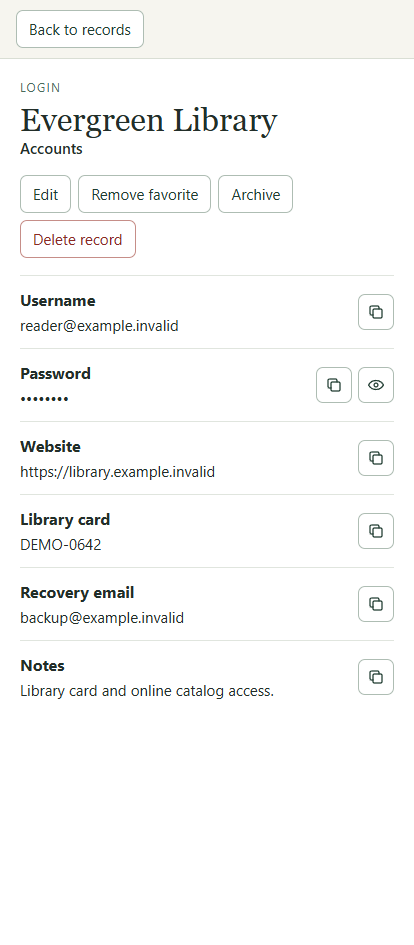 Back to records
LOGIN
Evergreen Library
Accounts
Edit Remove favorite Archive
Delete record
Username
reader@example.invalid
Password
••••••••
Website
https://library.example.invalid
Library card
DEMO-0642
Recovery email
backup@example.invalid
Notes
Library card and online catalog access.